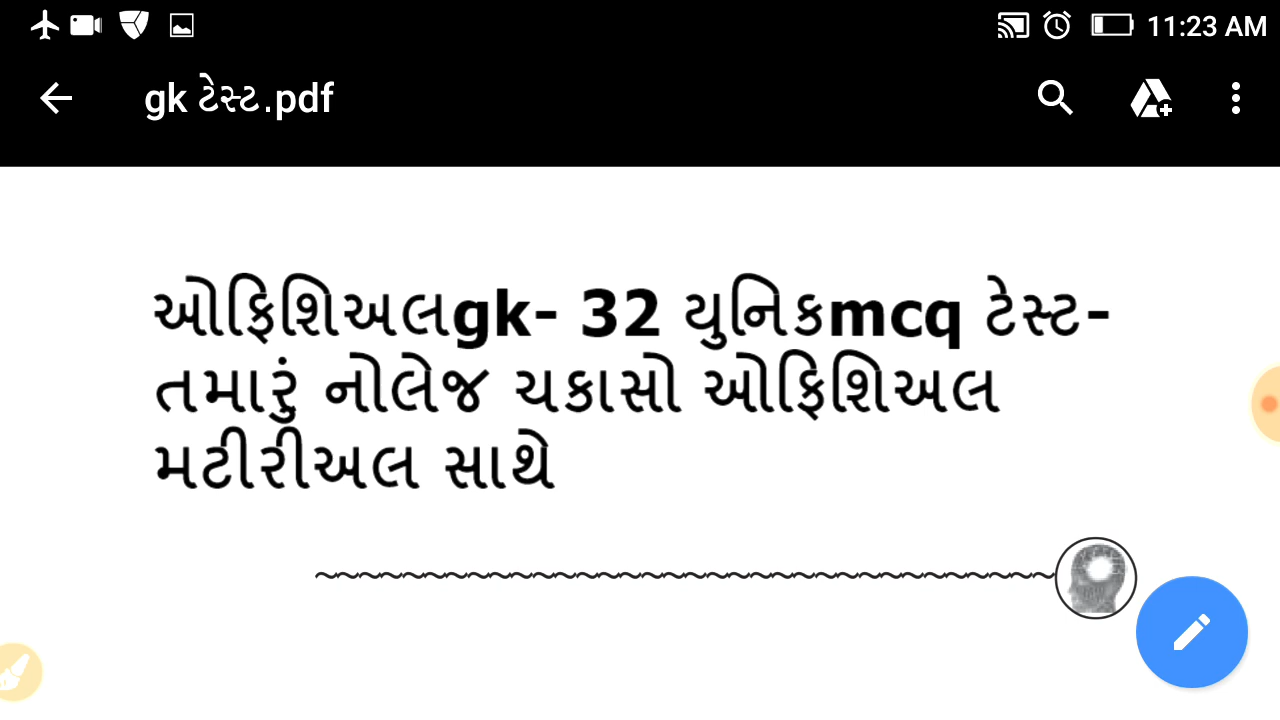 11:23 AM
gk ટેસ્ટ.pdf
ઓફિશિઅલgk- 32 યુનિકmcq ટેસ્ટ-
તમારું નોલેજ ચકાસો ઓફિશિઅલ
મટીરીઅલ સાથે